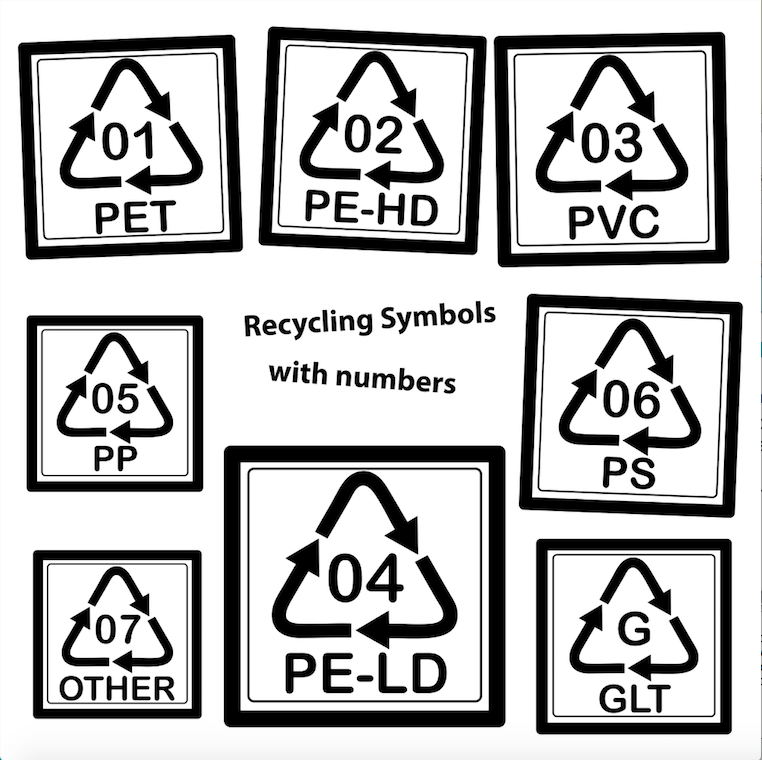 01
PET
02
PE-HD
03
PVC
Recycling Symbols
with numbers
05
PP
06
PS
04
PE-LD
07
OTHER
G
GLT